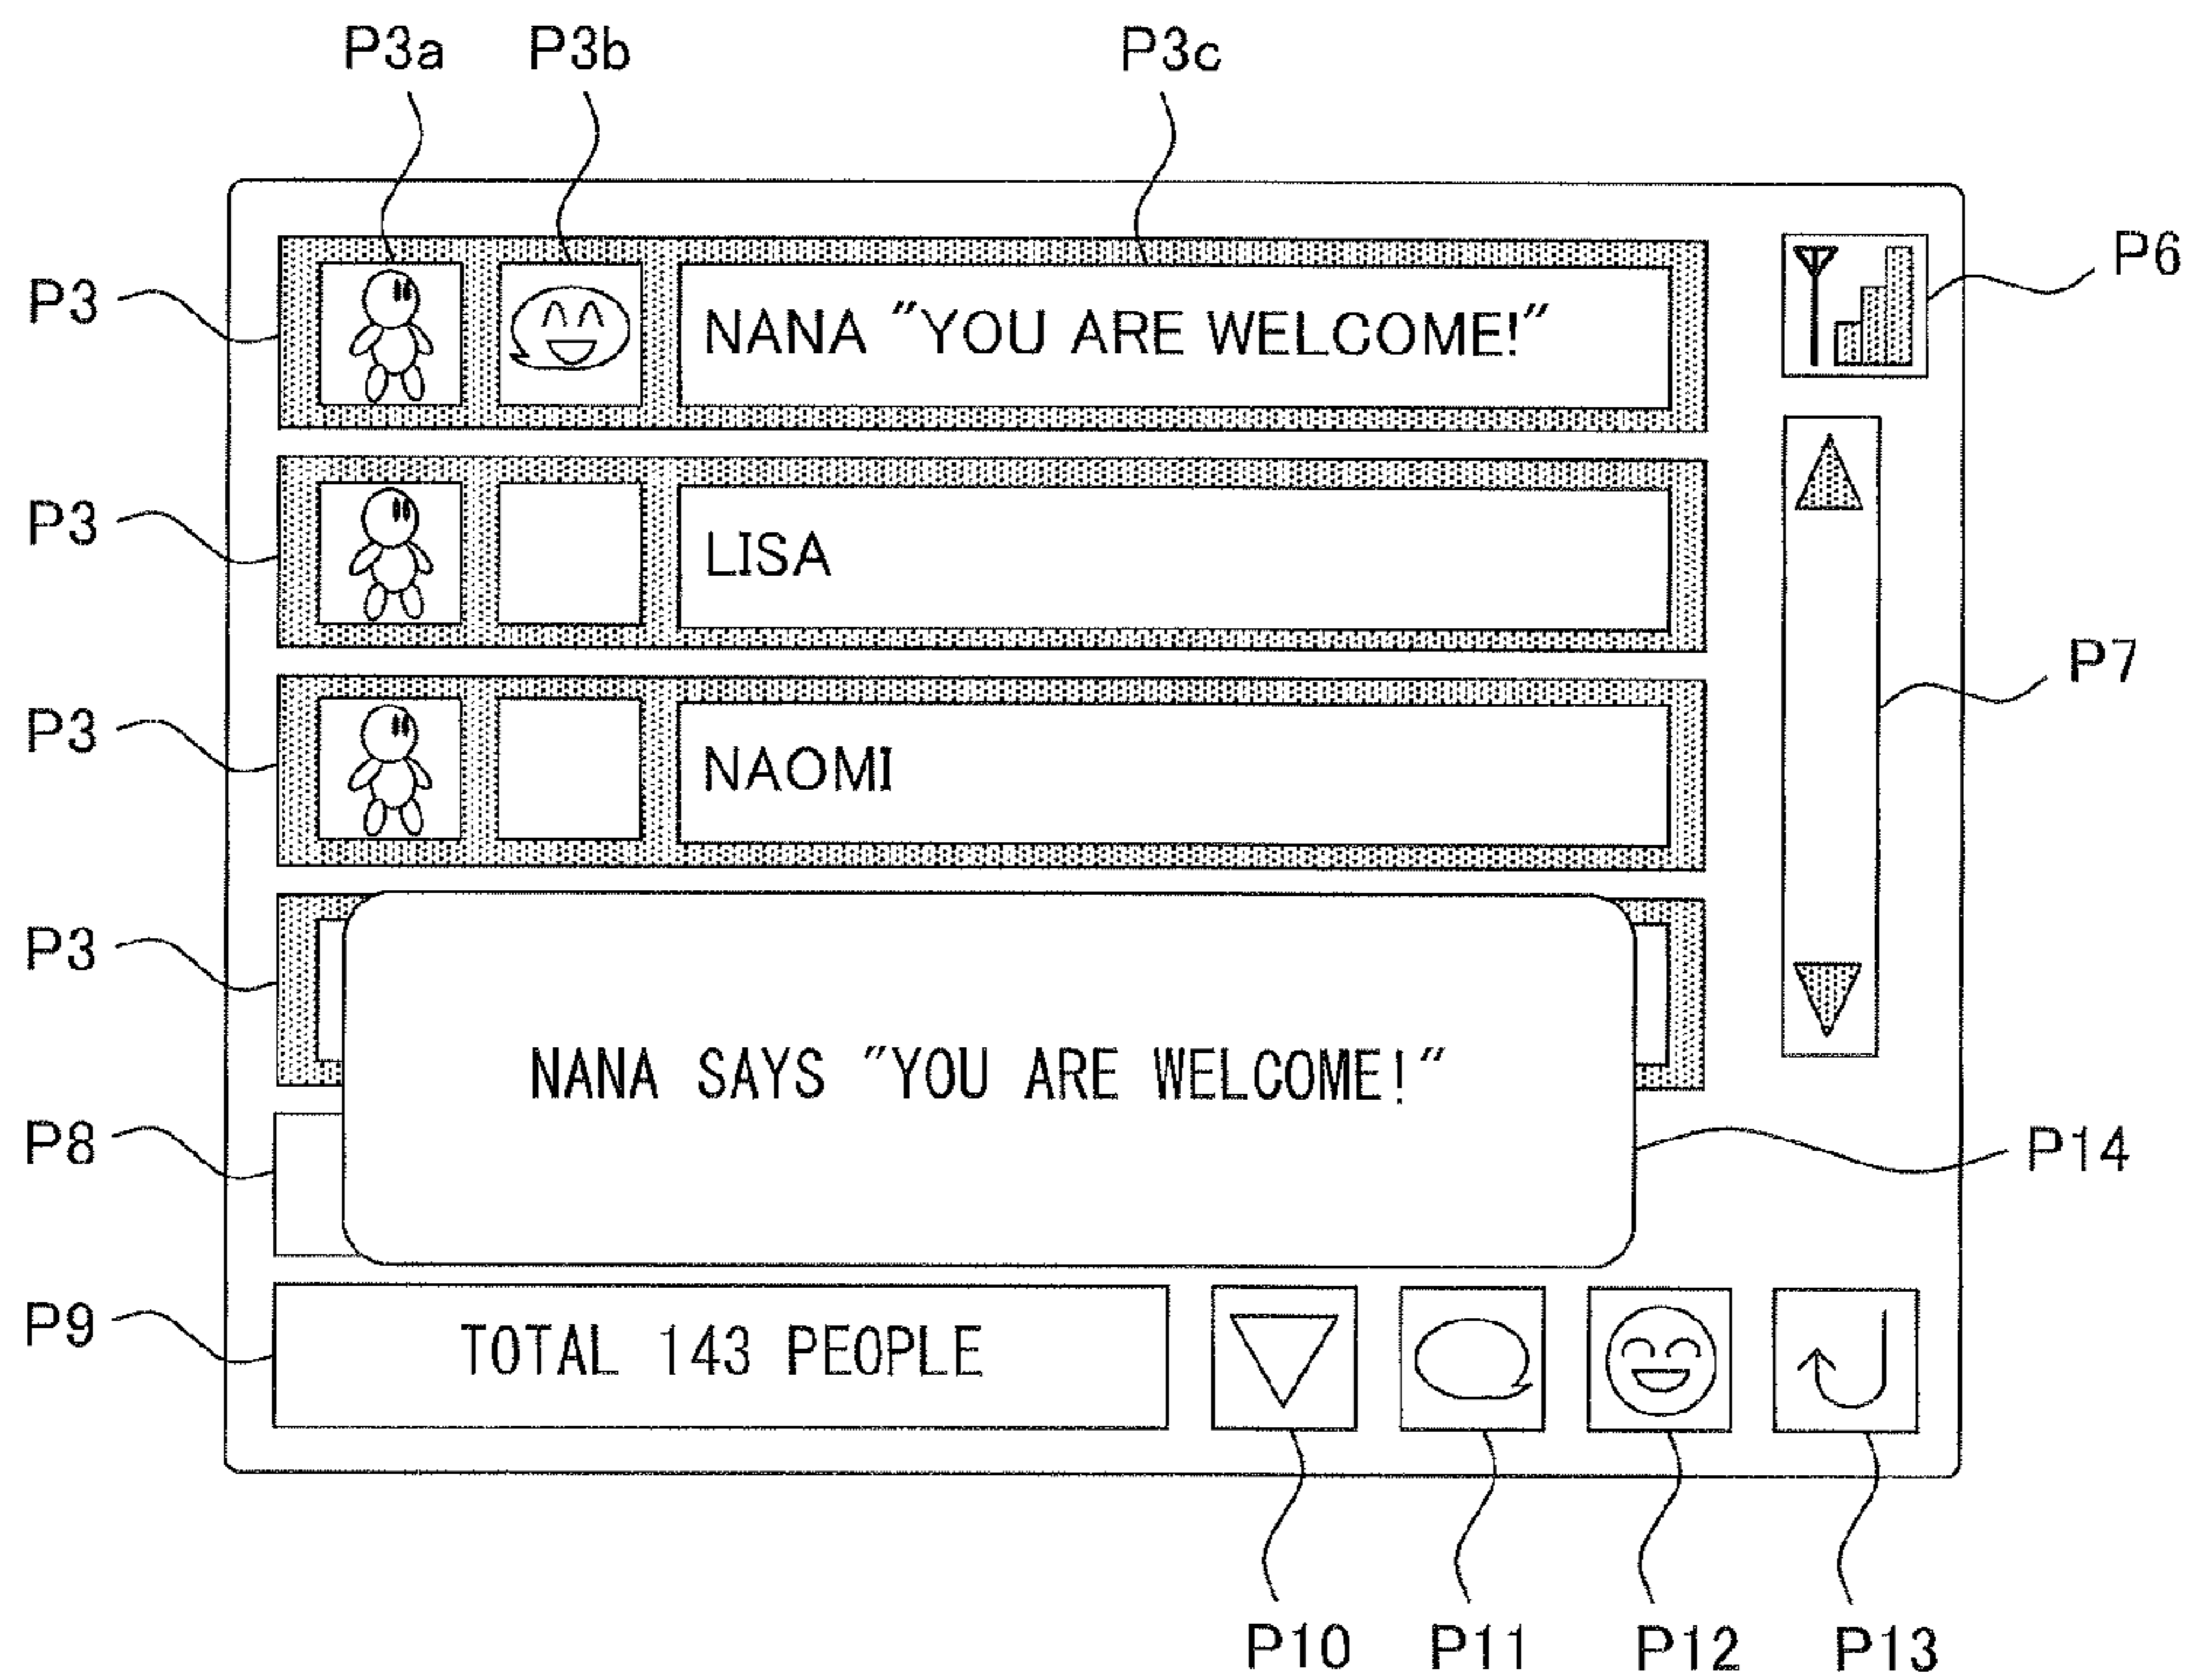 P3a P3b P3c
P6
P3 NANA "YOU ARE WELCOME!"
P3 LISA
P7
P3 NAOMI
P3
NANA SAYS "YOU ARE WELCOME!"
P8
P14
P9 TOTAL 143 PEOPLE
P10 P11 P12 P13